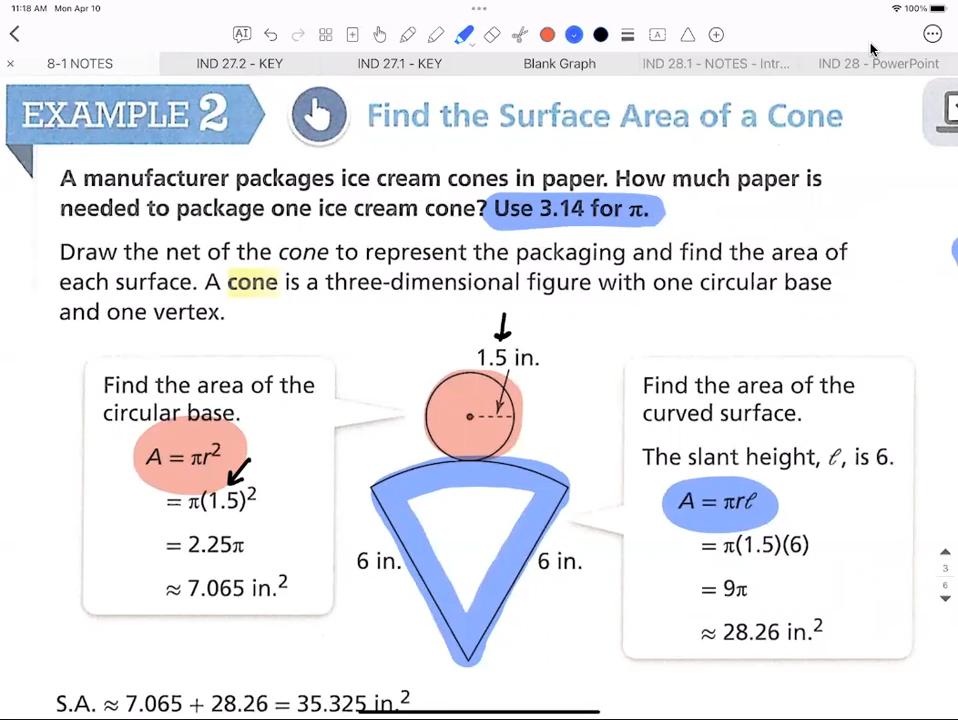 11:18 AM Mon Apr 10
100%
AI
A
8-1 NOTES
IND 27.2 - KEY
IND 27.1 - KEY
Blank Graph
IND 28.1 - NOTES - Intr...
IND 28 - PowerPoint
EXAMPLE 2
Find the Surface Area of a Cone
A manufacturer packages ice cream cones in paper. How much paper is
needed to package one ice cream cone? Use 3.14 for π.
Draw the net of the cone to represent the packaging and find the area of
each surface. A cone is a three-dimensional figure with one circular base
and one vertex.
1.5 in.
Find the area of the
circular base.
A = πr²
= π(1.5)²
= 2.25π
≈ 7.065 in.²
6 in.
6 in.
Find the area of the
curved surface.
The slant height, ℓ, is 6.
A = πrℓ
= π(1.5)(6)
= 9π
≈ 28.26 in.²
3
6
S.A. ≈ 7.065 + 28.26 = 35.325 in.²